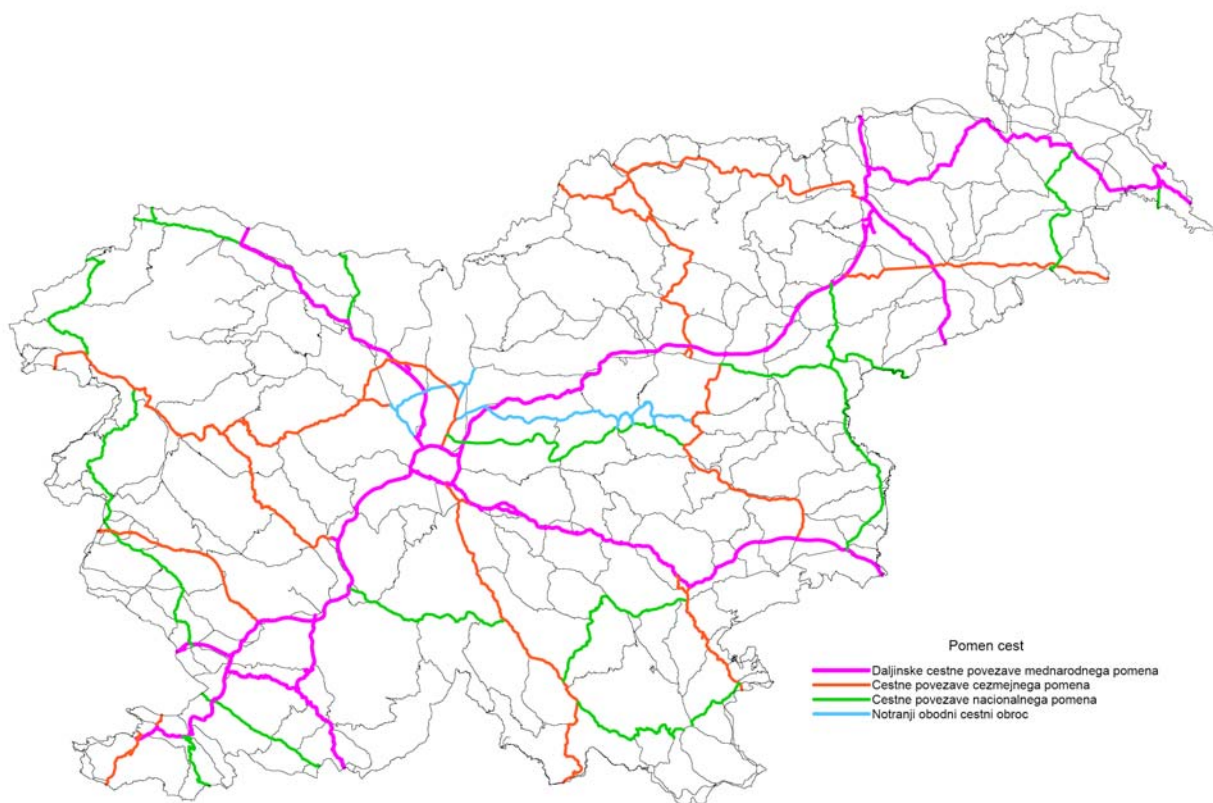 Pomen cest
Daljinske cestne povezave mednarodnega pomena
Cestne povezave cezmejnega pomena
Cestne povezave nacionalnega pomena
Notranji obodni cestni obroc